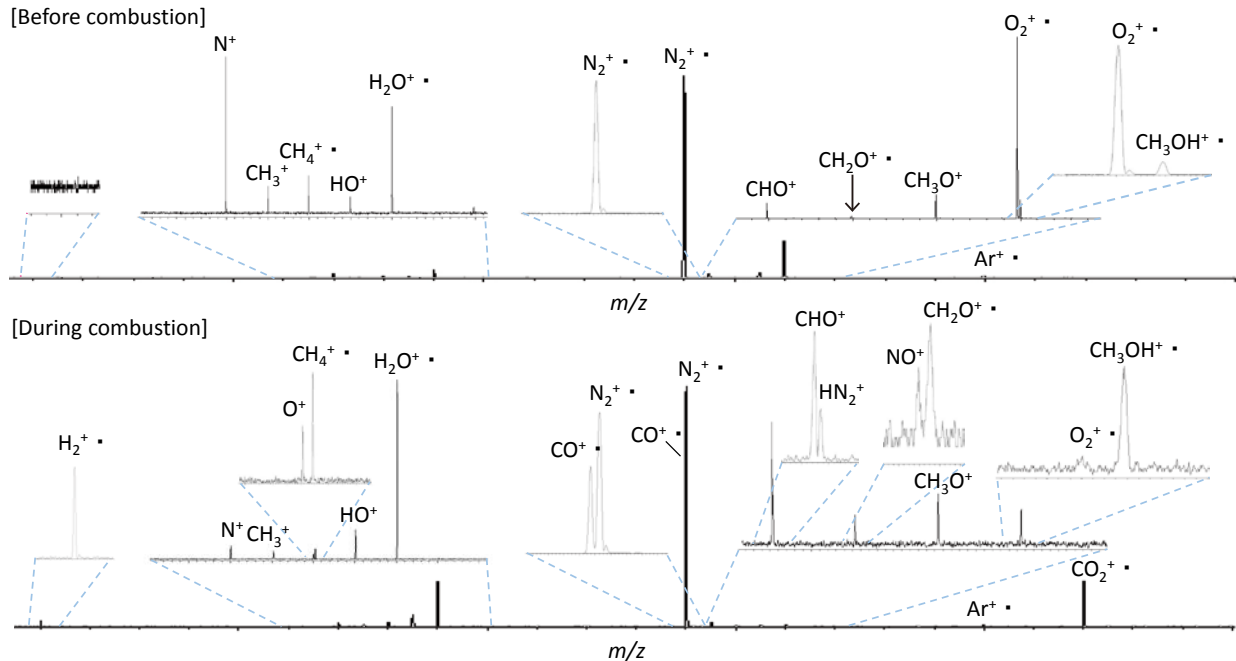 [Before combustion]
N⁺
CH₃⁺
CH₄⁺ ▪
HO⁺
H₂O⁺ ▪
N₂⁺ ▪
N₂⁺ ▪
CHO⁺
CH₂O⁺ ▪
CH₃O⁺
O₂⁺ ▪
O₂⁺ ▪
CH₃OH⁺ ▪
Ar⁺ ▪
m/z
[During combustion]
H₂⁺ ▪
N⁺
CH₃⁺
O⁺
CH₄⁺ ▪
HO⁺
H₂O⁺ ▪
CO⁺ ▪
N₂⁺ ▪
CO⁺ ▪
N₂⁺ ▪
CHO⁺
HN₂⁺
NO⁺
CH₂O⁺ ▪
CH₃O⁺
O₂⁺ ▪
CH₃OH⁺ ▪
Ar⁺ ▪
CO₂⁺ ▪
m/z